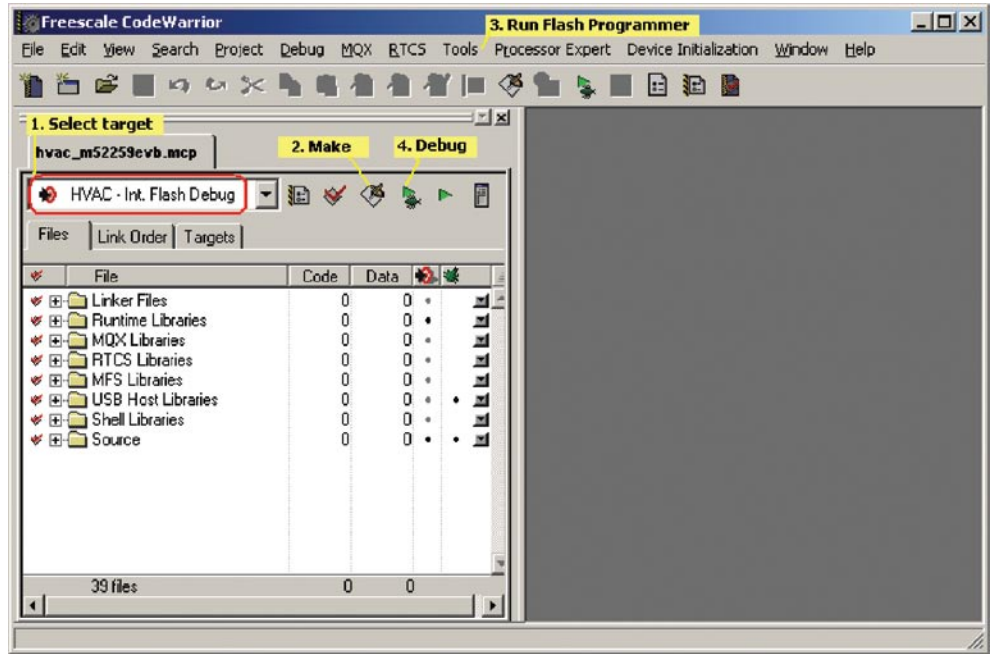 Freescale CodeWarrior
3. Run Flash Programmer
File Edit View Search Project Debug MQX RTCS Tools Processor Expert Device Initialization Window Help
1. Select target
hvac_m52259evb.mcp
2. Make
4. Debug
HVAC - Int. Flash Debug
Files Link Order Targets
File Code Data
Linker Files 0 0
Runtime Libraries 0 0
MQX Libraries 0 0
RTCS Libraries 0 0
MFS Libraries 0 0
USB Host Libraries 0 0
Shell Libraries 0 0
Source 0 0
39 files 0 0